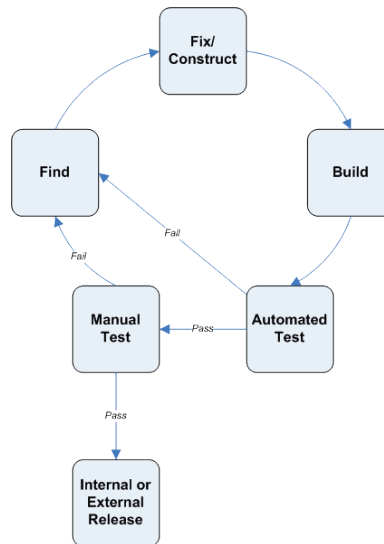 Fix/
Construct
Find
Build
Fail
Fail
Manual
Test
Pass
Automated
Test
Pass
Internal or
External
Release